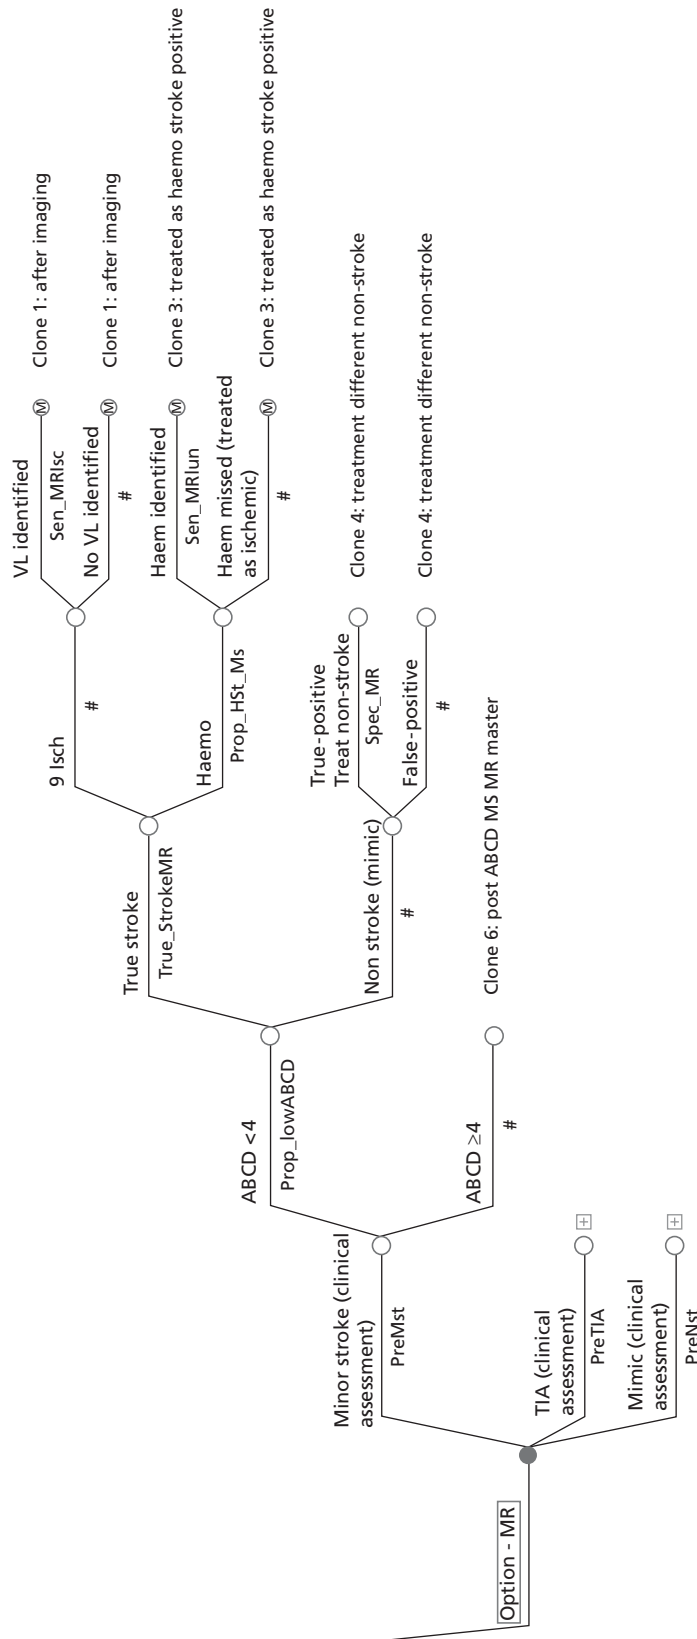 Option - MR
Minor stroke (clinical
assessment)
PreMst
ABCD <4
Prop_lowABCD
True stroke
True_StrokeMR
9 Isch
#
VL identified
Sen_MRIsc
Clone 1: after imaging
No VL identified
#
Clone 1: after imaging
Haemo
Prop_HSt_Ms
Haem identified
Sen_MRIun
Clone 3: treated as haemo stroke positive
Haem missed (treated
as ischemic)
#
Clone 3: treated as haemo stroke positive
Non stroke (mimic)
#
True-positive
Treat non-stroke
Spec_MR
Clone 4: treatment different non-stroke
False-positive
#
Clone 4: treatment different non-stroke
ABCD ≥4
#
Clone 6: post ABCD MS MR master
TIA (clinical
assessment)
PreTIA
Mimic (clinical
assessment)
PreNst
M
M
M
M
+
+